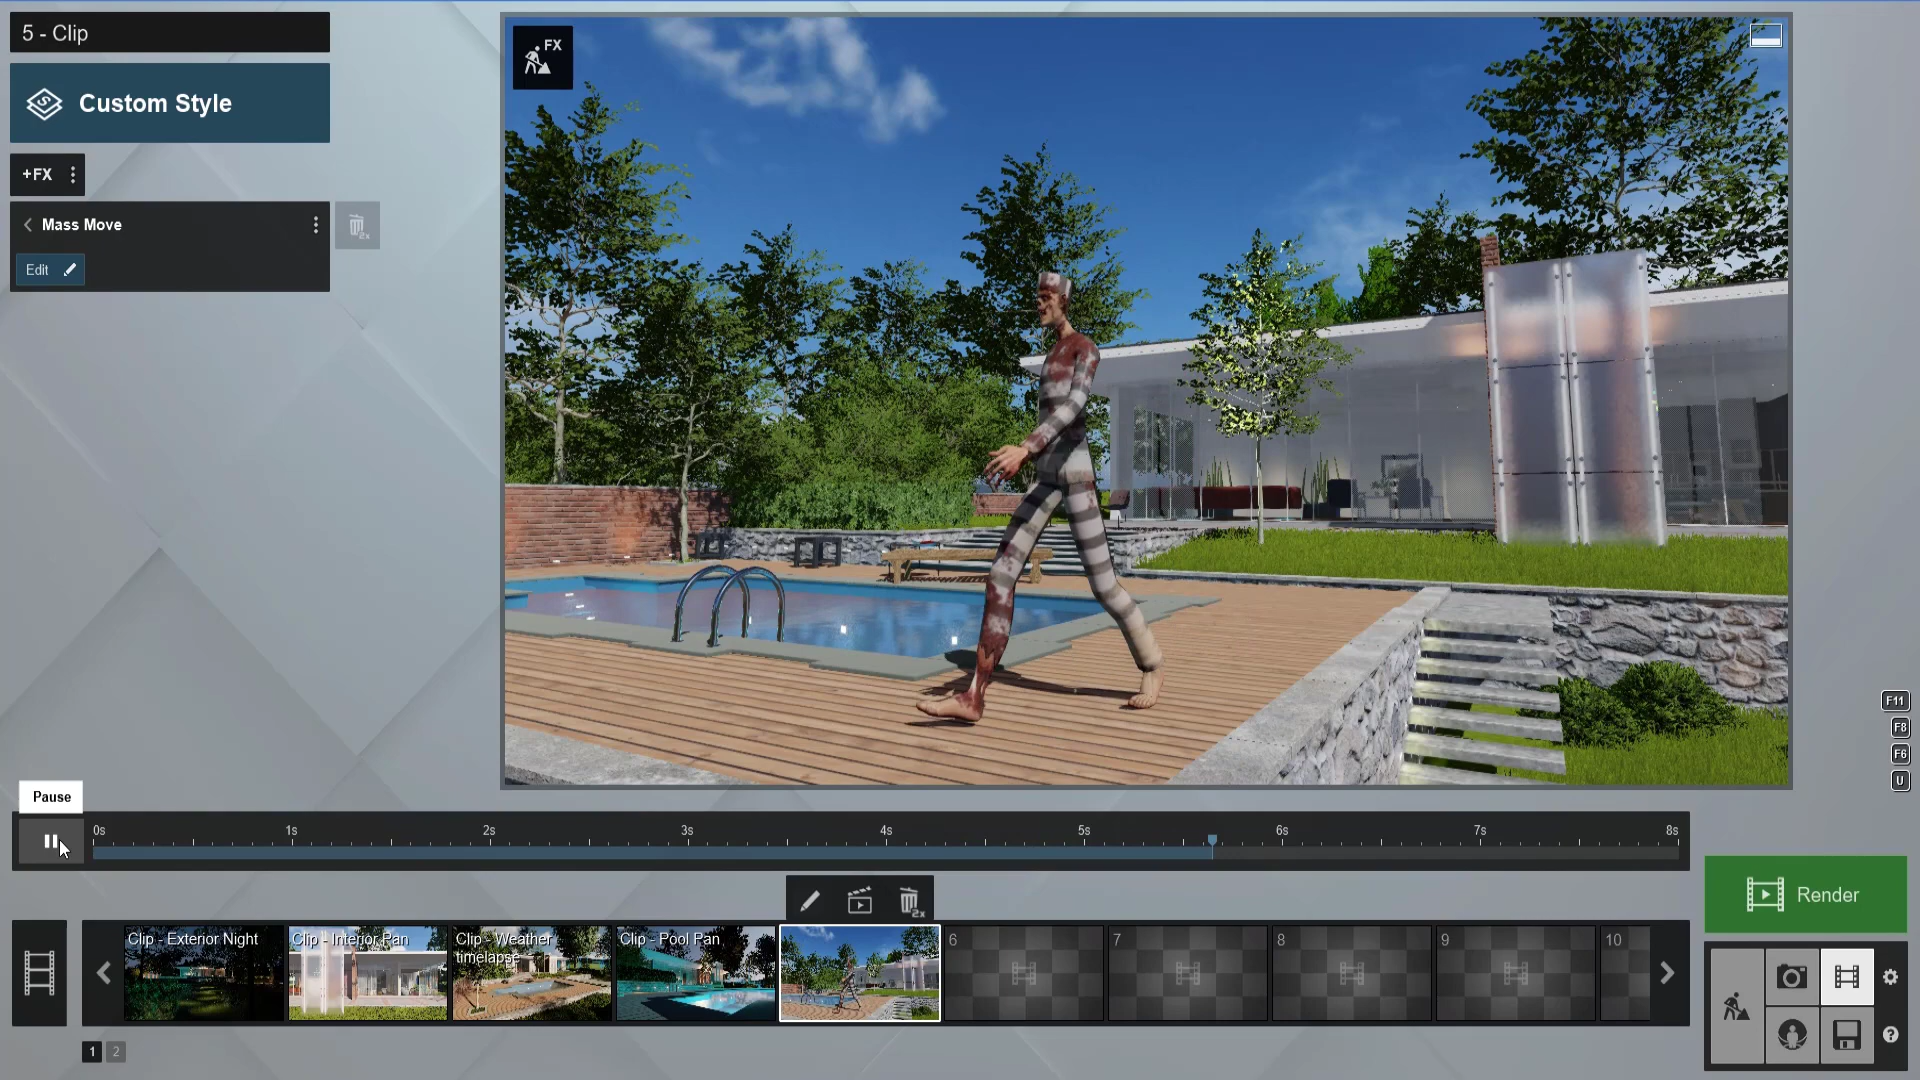 5 - Clip
FX
Custom Style
+FX
Mass Move
2x
Edit
F11
F8
F6
U
Pause
0s 1s 2s 3s 4s 5s 6s 7s 8s
2x
Render
Clip - Exterior Night
Clip - Interior Pan
Clip - Weather
timelapse
Clip - Pool Pan
6
7
8
9
10
?
1 2